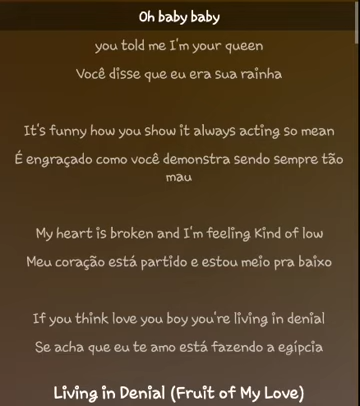 Oh baby baby
you told me I'm your queen
Você disse que eu era sua rainha
It's funny how you show it always acting so mean
É engraçado como você demonstra sendo sempre tão
mau
My heart is broken and I'm feeling Kind of low
Meu coração está partido e estou meio pra baixo
If you think love you boy you're living in denial
Se acha que eu te amo está fazendo a egípcia
Living in Denial (Fruit of My Love)